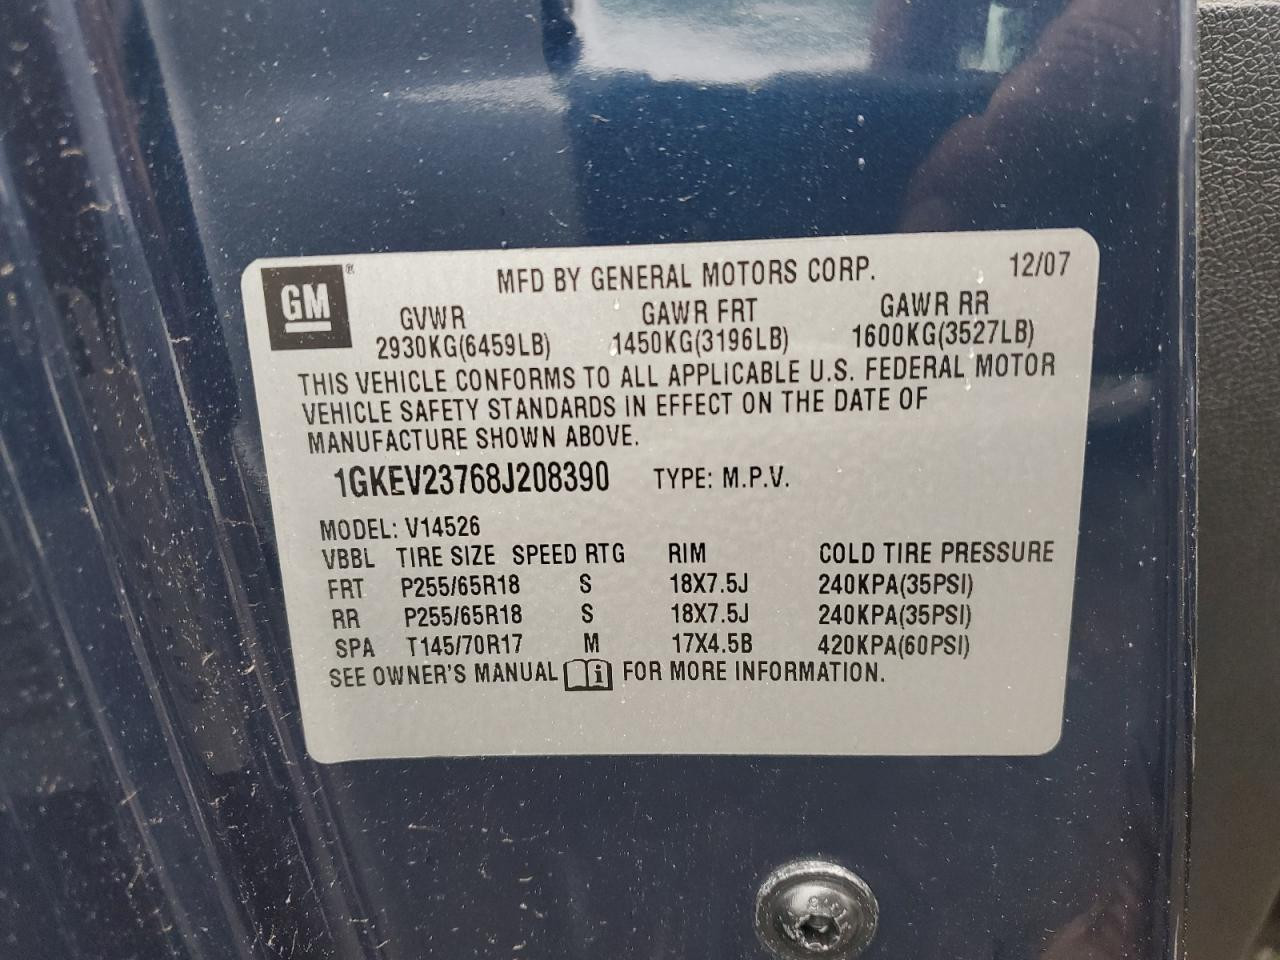 GM®
MFD BY GENERAL MOTORS CORP. 12/07
GVWR GAWR FRT GAWR RR
2930KG(6459LB) 1450KG(3196LB) 1600KG(3527LB)
THIS VEHICLE CONFORMS TO ALL APPLICABLE U.S. FEDERAL MOTOR
VEHICLE SAFETY STANDARDS IN EFFECT ON THE DATE OF
MANUFACTURE SHOWN ABOVE.
1GKEV23768J208390 TYPE: M.P.V.
MODEL: V14526
VBBL TIRE SIZE SPEED RTG RIM COLD TIRE PRESSURE
FRT P255/65R18 S 18X7.5J 240KPA(35PSI)
RR P255/65R18 S 18X7.5J 240KPA(35PSI)
SPA T145/70R17 M 17X4.5B 420KPA(60PSI)
SEE OWNER'S MANUAL i FOR MORE INFORMATION.